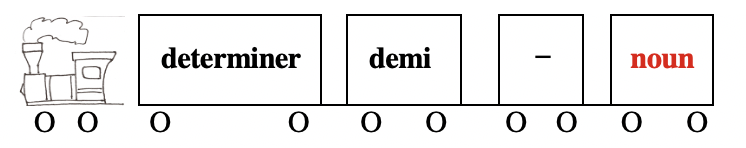 determiner demi – noun
O O O O O O O O O O